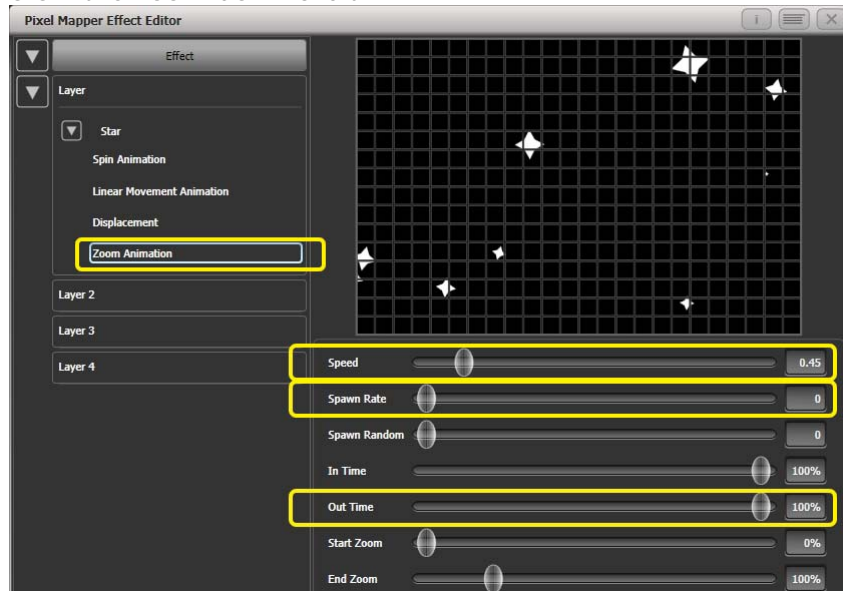 Pixel Mapper Effect Editor
i
Effect
Layer
Star
Spin Animation
Linear Movement Animation
Displacement
Zoom Animation
Layer 2
Layer 3
Layer 4
Speed 0.45
Spawn Rate 0
Spawn Random 0
In Time 100%
Out Time 100%
Start Zoom 0%
End Zoom 100%